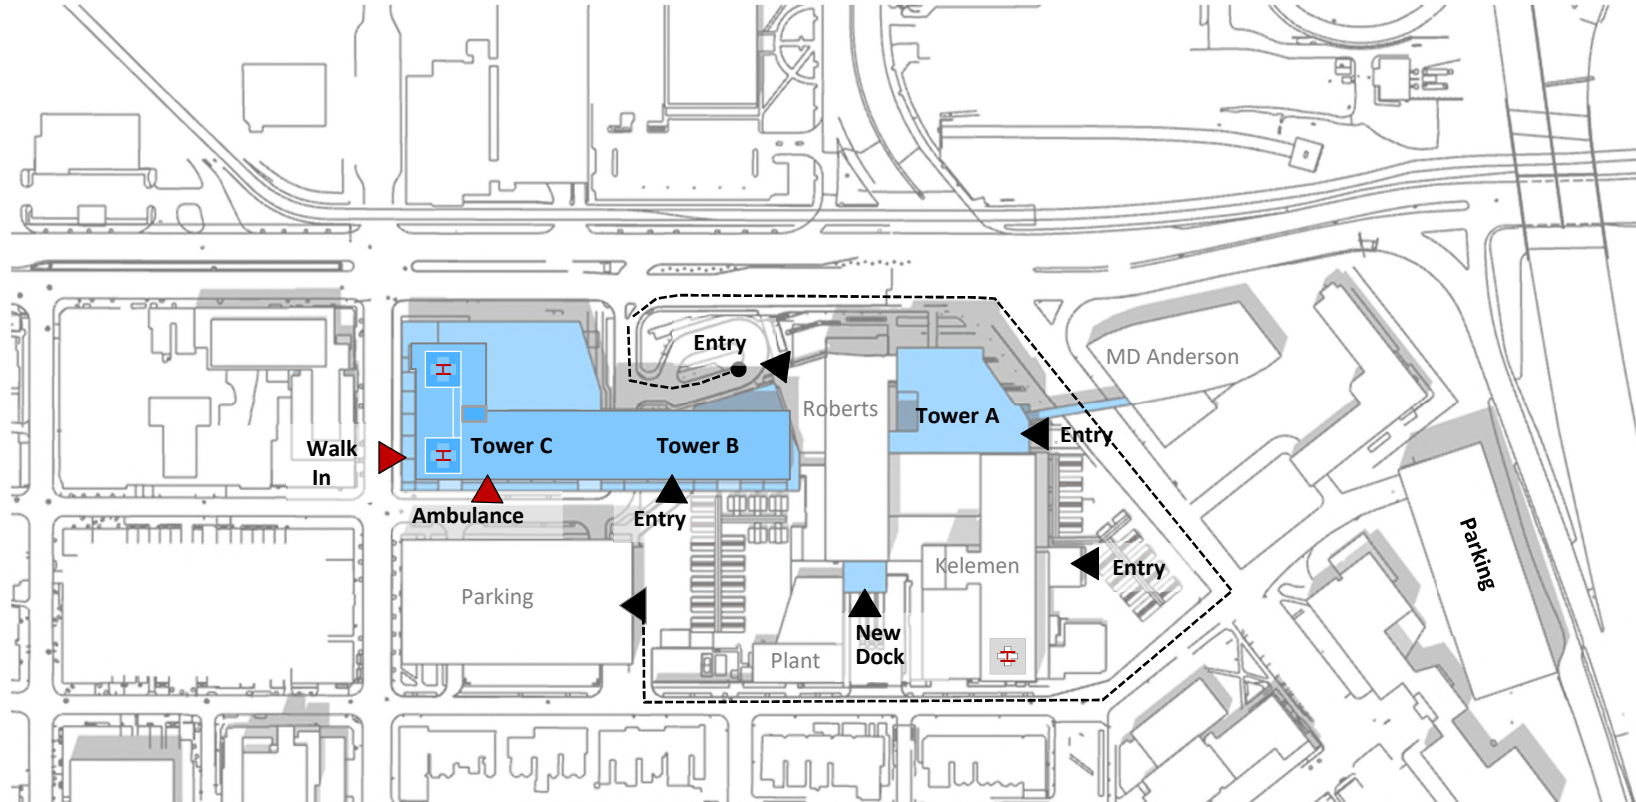 Entry
MD Anderson
Roberts
Tower A
Entry
Walk
In
Tower C
Tower B
Ambulance
Entry
Parking
Kelemen
Entry
Parking
New
Dock
Plant